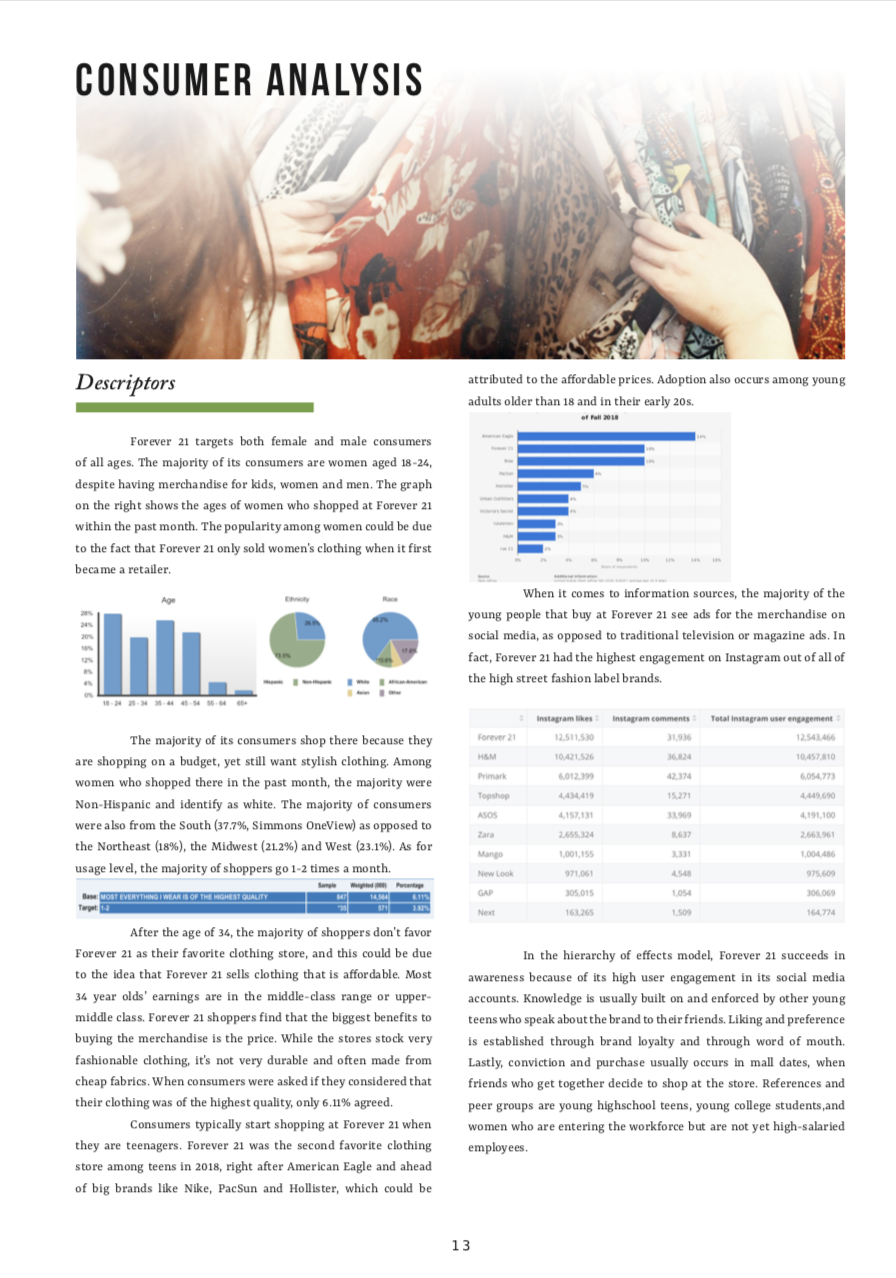 CONSUMER ANALYSIS
Descriptors
Forever 21 targets both female and male consumers
of all ages. The majority of its consumers are women aged 18-24,
despite having merchandise for kids, women and men. The graph
on the right shows the ages of women who shopped at Forever 21
within the past month. The popularity among women could be due
to the fact that Forever 21 only sold women's clothing when it first
became a retailer.
Age
28%
24%
20%
16%
12%
8%
4%
0%
18 - 24 25 - 34 35 - 44 45 - 54 55 - 64 65+
Ethnicity
Hispanic Non-Hispanic
Race
White African-American
Asian Other
The majority of its consumers shop there because they
are shopping on a budget, yet still want stylish clothing. Among
women who shopped there in the past month, the majority were
Non-Hispanic and identify as white. The majority of consumers
were also from the South (37.7%, Simmons OneView) as opposed to
the Northeast (18%), the Midwest (21.2%) and West (23.1%). As for
usage level, the majority of shoppers go 1-2 times a month.
Sample Weighted (000) Percentage
Base: MOST EVERYTHING I WEAR IS OF THE HIGHEST QUALITY 847 14,364 6.11%
Target: 1-2 571 3.82%
After the age of 34, the majority of shoppers don't favor
Forever 21 as their favorite clothing store, and this could be due
to the idea that Forever 21 sells clothing that is affordable. Most
34 year olds' earnings are in the middle-class range or upper-
middle class. Forever 21 shoppers find that the biggest benefits to
buying the merchandise is the price. While the stores stock very
fashionable clothing, it's not very durable and often made from
cheap fabrics. When consumers were asked if they considered that
their clothing was of the highest quality, only 6.11% agreed.
Consumers typically start shopping at Forever 21 when
they are teenagers. Forever 21 was the second favorite clothing
store among teens in 2018, right after American Eagle and ahead
of big brands like Nike, PacSun and Hollister, which could be
attributed to the affordable prices. Adoption also occurs among young
adults older than 18 and in their early 20s.
of Fall 2018
American Eagle 14%
Forever 21 10%
Nike 10%
PacSun 6%
Hollister 5%
Urban Outfitters 4%
Victoria's Secret 4%
Lululemon 3%
H&M 3%
2%
0% 2% 4% 6% 8% 10% 12% 14% 16%
Share of respondents
Source Additional Information
When it comes to information sources, the majority of the
young people that buy at Forever 21 see ads for the merchandise on
social media, as opposed to traditional television or magazine ads. In
fact, Forever 21 had the highest engagement on Instagram out of all of
the high street fashion label brands.
Instagram likes Instagram comments Total Instagram user engagement
Forever 21 12,511,530 31,936 12,543,466
H&M 10,421,526 36,824 10,457,810
Primark 6,012,399 42,374 6,054,773
Topshop 4,434,419 15,271 4,449,690
ASOS 4,157,131 33,969 4,191,100
Zara 2,655,324 8,637 2,663,961
Mango 1,001,155 3,331 1,004,486
New Look 971,061 4,548 975,609
GAP 305,015 1,054 306,069
Next 163,265 1,509 164,774
In the hierarchy of effects model, Forever 21 succeeds in
awareness because of its high user engagement in its social media
accounts. Knowledge is usually built on and enforced by other young
teens who speak about the brand to their friends. Liking and preference
is established through brand loyalty and through word of mouth.
Lastly, conviction and purchase usually occurs in mall dates, when
friends who get together decide to shop at the store. References and
peer groups are young highschool teens, young college students,and
women who are entering the workforce but are not yet high-salaried
employees.
13